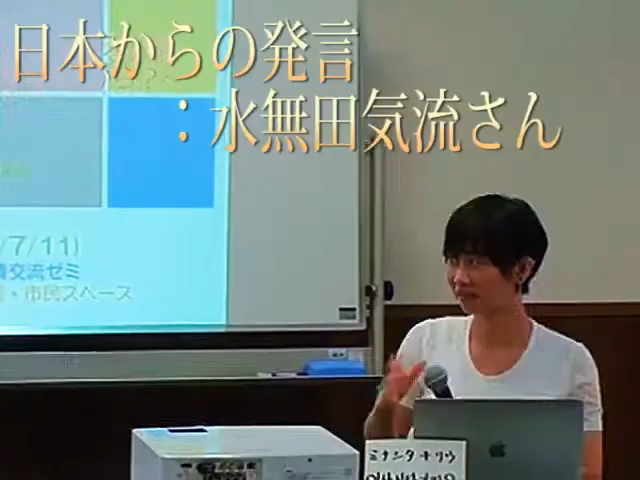 日本からの発言
：水無田気流さん
/7/11)
交流ゼミ
・市民スペース
ミナシタ キリウ